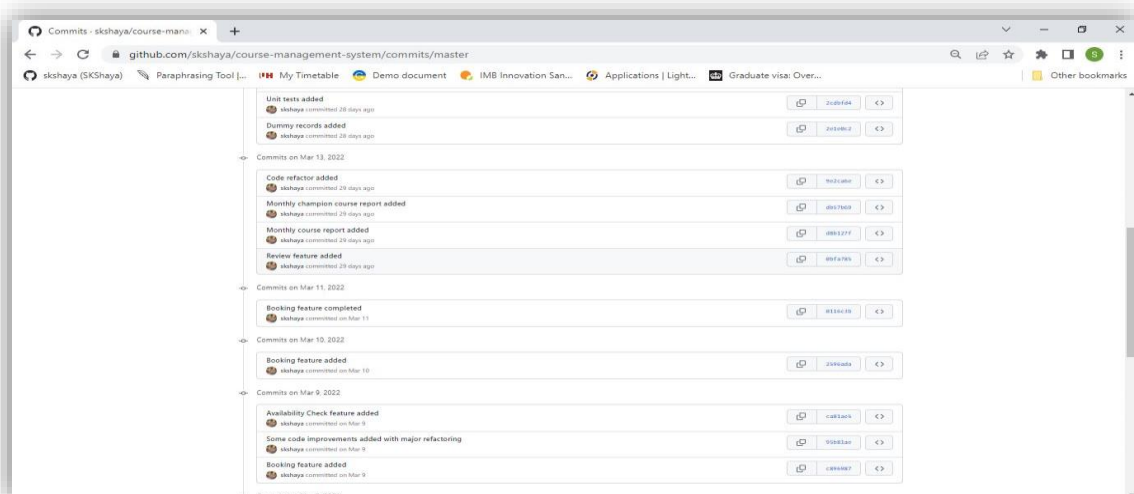 Commits · skshaya/course-mana
github.com/skshaya/course-management-system/commits/master
skshaya (SKShaya) Paraphrasing Tool |... My Timetable Demo document IMB Innovation San... Applications | Light... Graduate visa: Over... Other bookmarks
Unit tests added
skshaya committed 28 days ago
Dummy records added
skshaya committed 28 days ago
Commits on Mar 13, 2022
Code refactor added
skshaya committed 29 days ago
Monthly champion course report added
skshaya committed 29 days ago
Monthly course report added
skshaya committed 29 days ago
Review feature added
skshaya committed 29 days ago
Commits on Mar 11, 2022
Booking feature completed
skshaya committed on Mar 11
Commits on Mar 10, 2022
Booking feature added
skshaya committed on Mar 10
Commits on Mar 9, 2022
Availability Check feature added
skshaya committed on Mar 9
Some code improvements added with major refactoring
skshaya committed on Mar 9
Booking feature added
skshaya committed on Mar 9